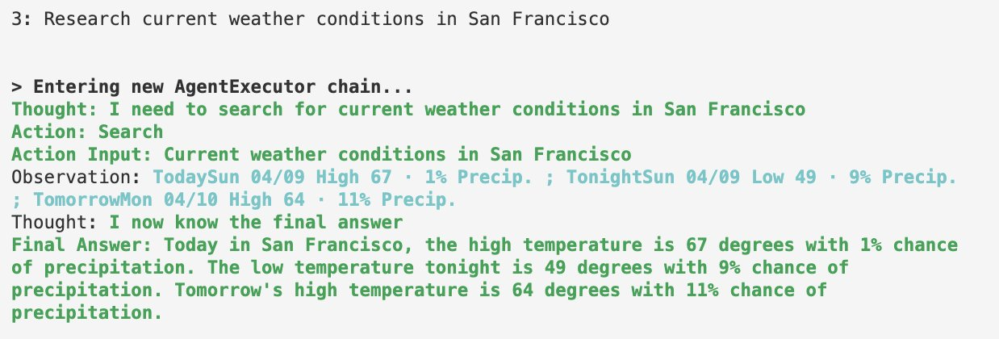 3: Research current weather conditions in San Francisco
> Entering new AgentExecutor chain...
Thought: I need to search for current weather conditions in San Francisco
Action: Search
Action Input: Current weather conditions in San Francisco
Observation: TodaySun 04/09 High 67 · 1% Precip. ; TonightSun 04/09 Low 49 · 9% Precip.
; TomorrowMon 04/10 High 64 · 11% Precip.
Thought: I now know the final answer
Final Answer: Today in San Francisco, the high temperature is 67 degrees with 1% chance
of precipitation. The low temperature tonight is 49 degrees with 9% chance of
precipitation. Tomorrow's high temperature is 64 degrees with 11% chance of
precipitation.